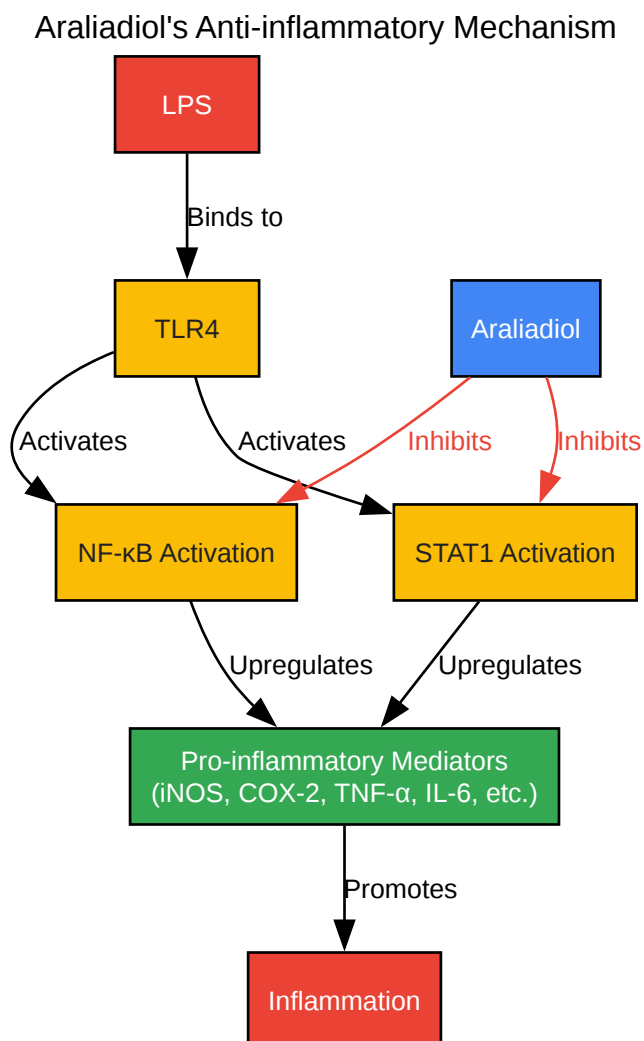 Araliadiol's Anti-inflammatory Mechanism
LPS
Binds to
TLR4
Araliadiol
Activates
Activates
Inhibits
Inhibits
NF-κB Activation
STAT1 Activation
Upregulates
Upregulates
Pro-inflammatory Mediators
(iNOS, COX-2, TNF-α, IL-6, etc.)
Promotes
Inflammation